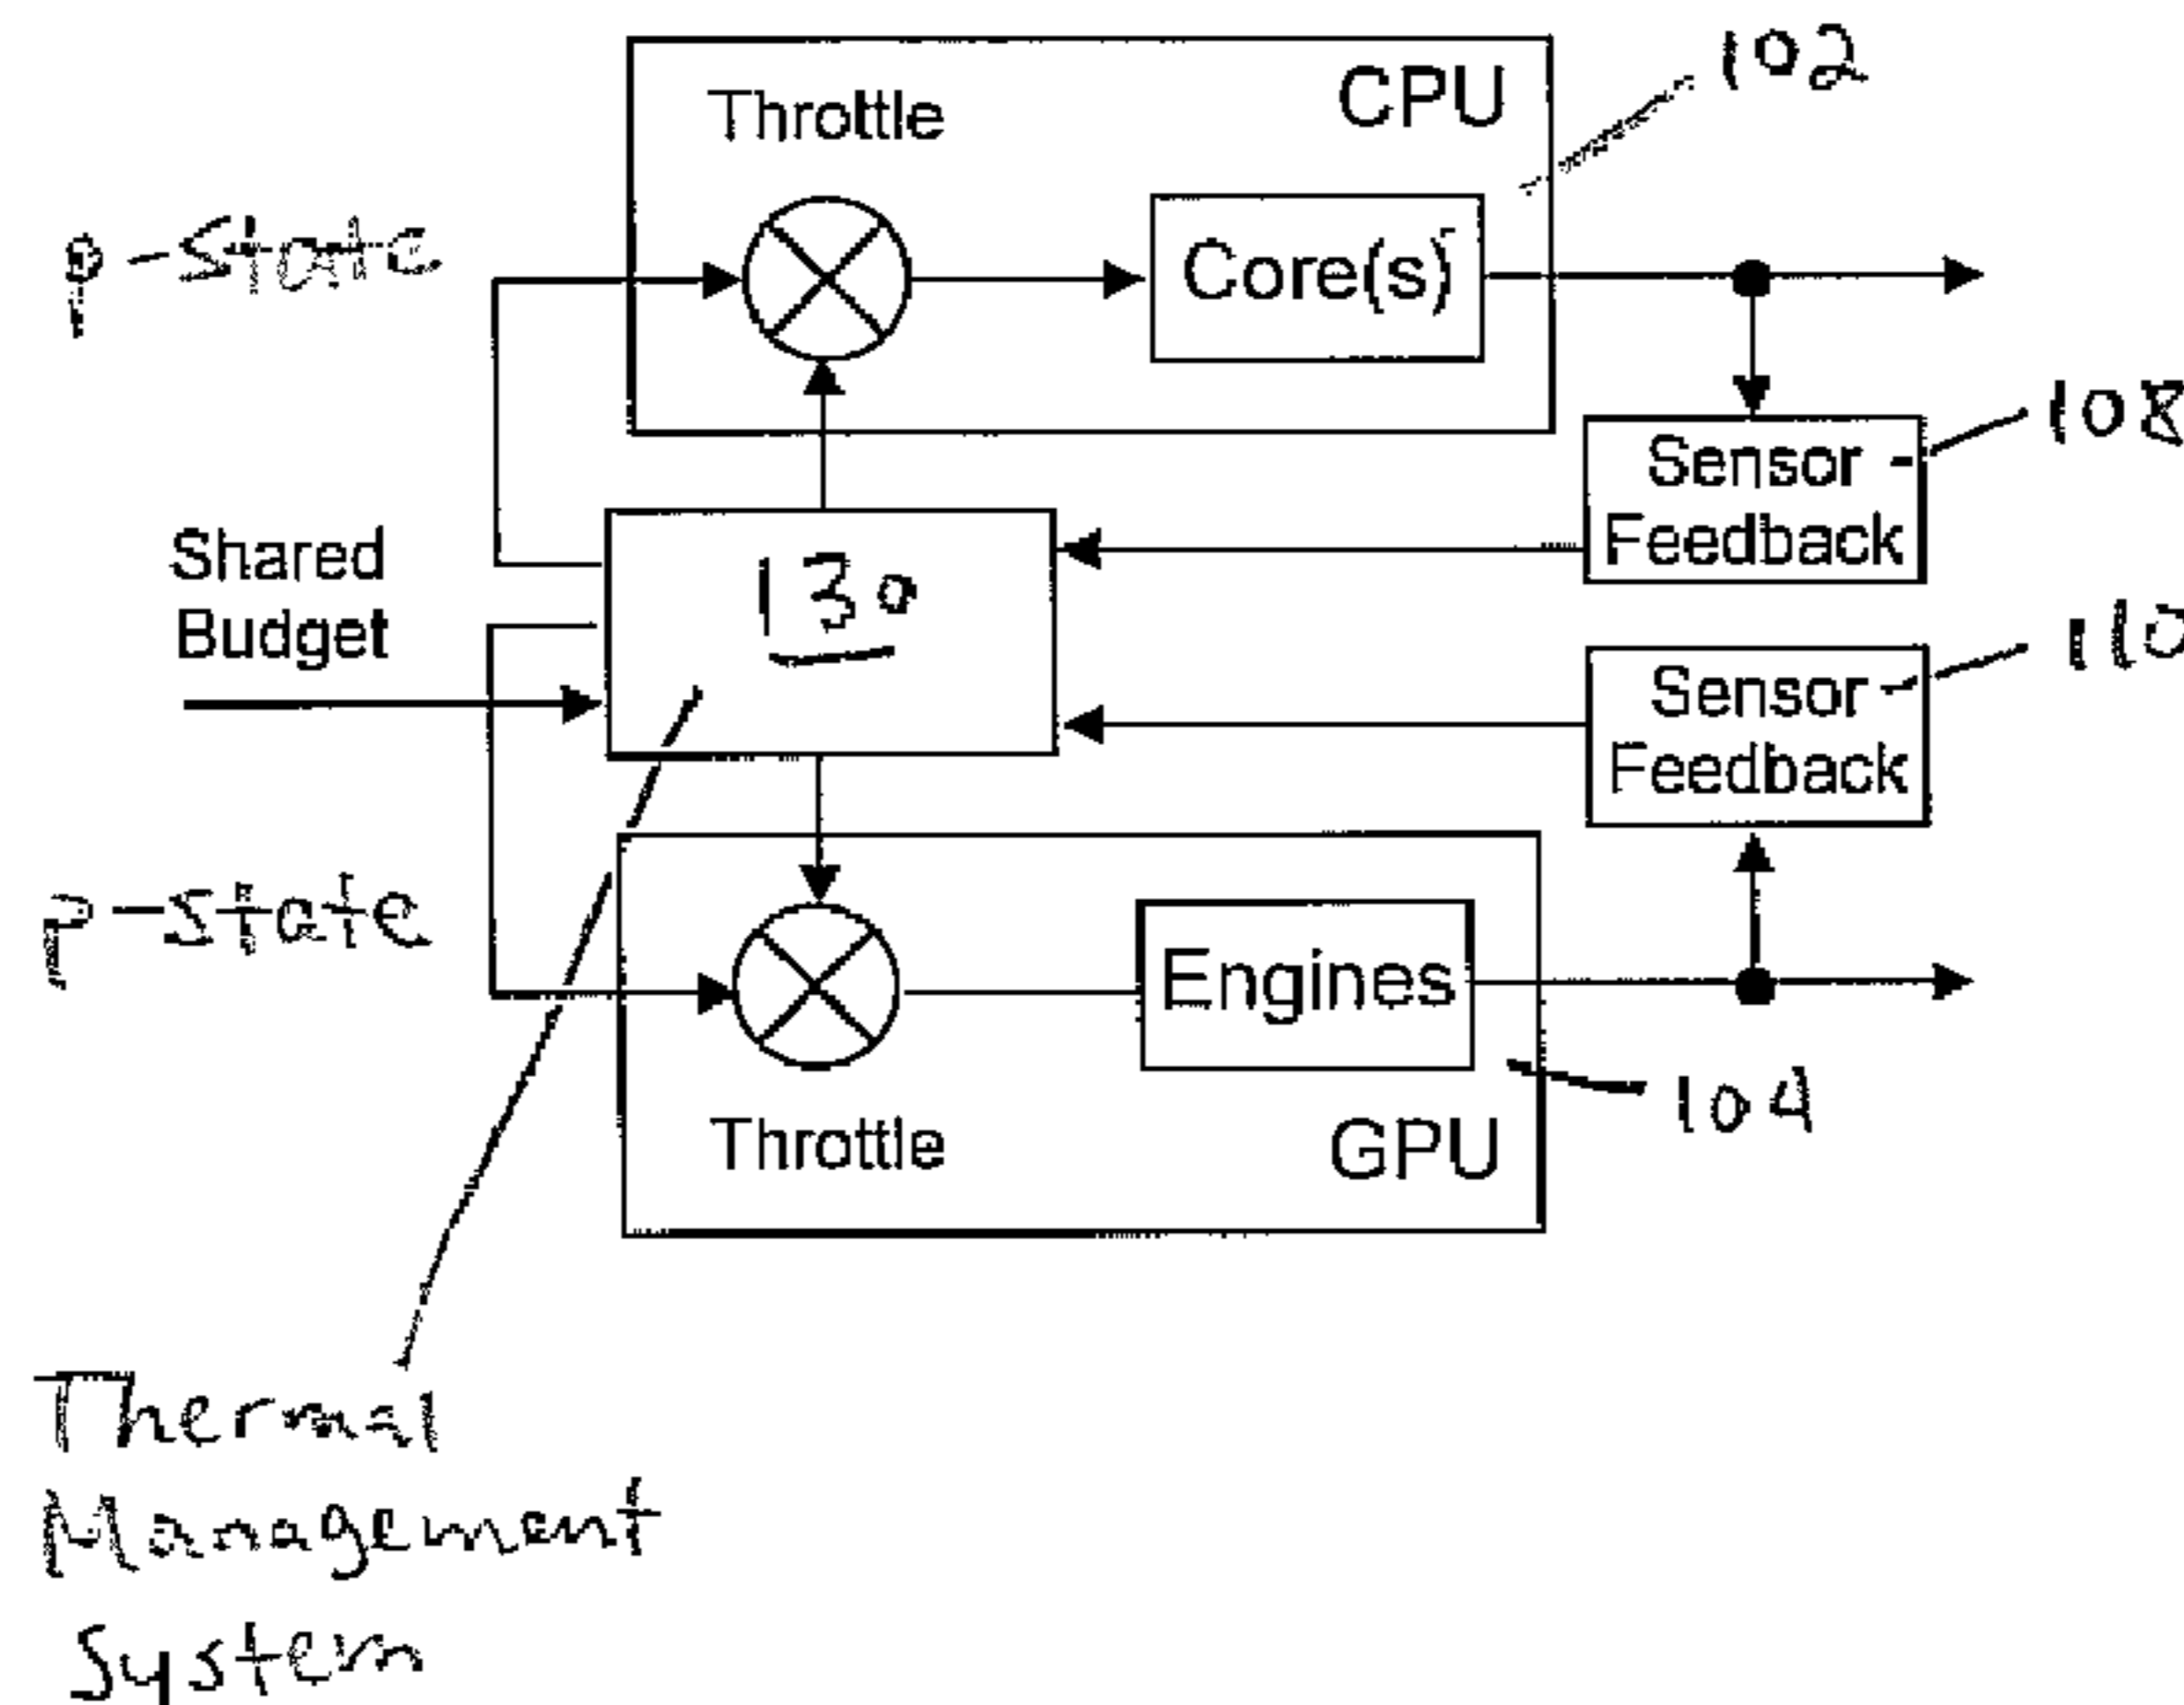 CPU
102
Throttle
p-state
Core(s)
108
Sensor
Feedback
Shared
Budget
130
110
Sensor
Feedback
p-state
Engines
104
Throttle
GPU
Thermal
Management
System